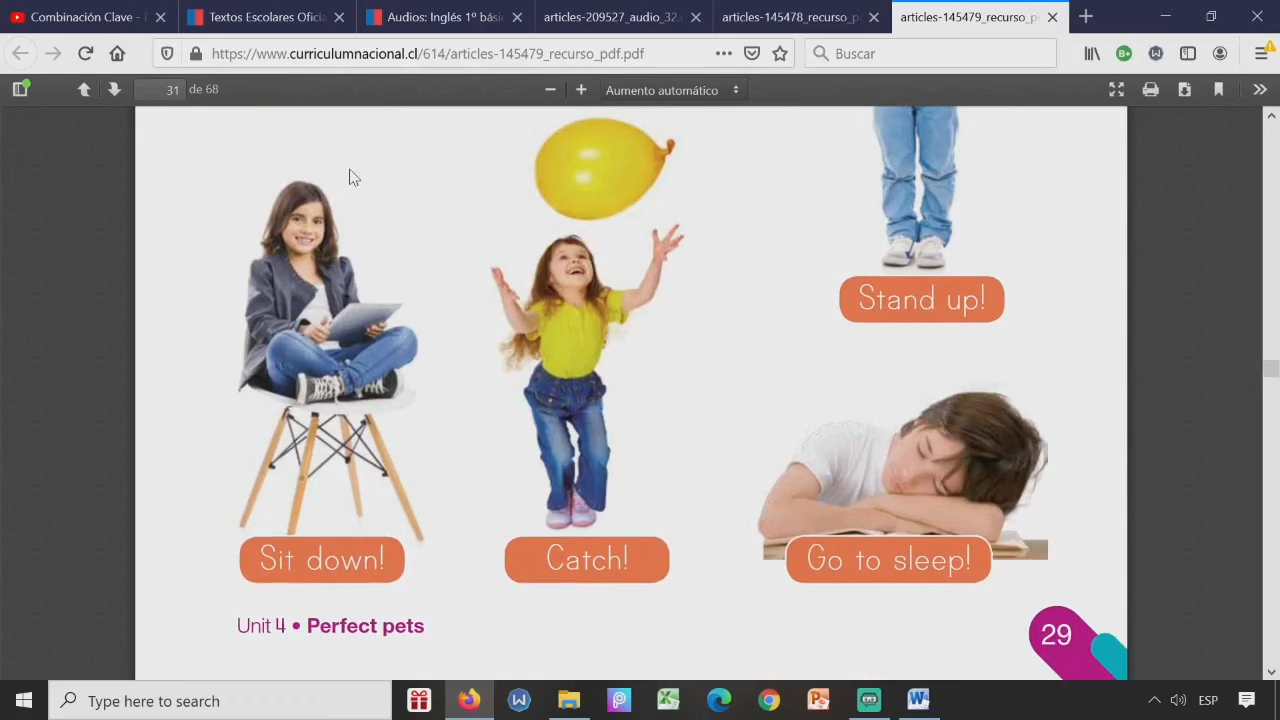 Combinación Clave - 
Textos Escolares Oficia
Audios: Inglés 1º básic
articles-209527_audio_32.
articles-145478_recurso_p
articles-145479_recurso_p
https://www.curriculumnacional.cl/614/articles-145479_recurso_pdf.pdf
Buscar
31 de 68
Aumento automático
Stand up!
Sit down!
Catch!
Go to sleep!
Unit 4 • Perfect pets
29
Type here to search
ESP